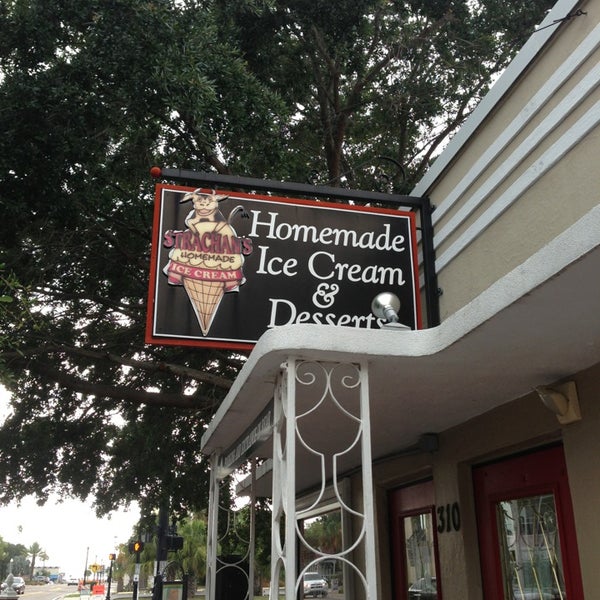 STRACHAN'S
HOMEMADE
ICE CREAM
Homemade
Ice Cream
&
Desserts
310